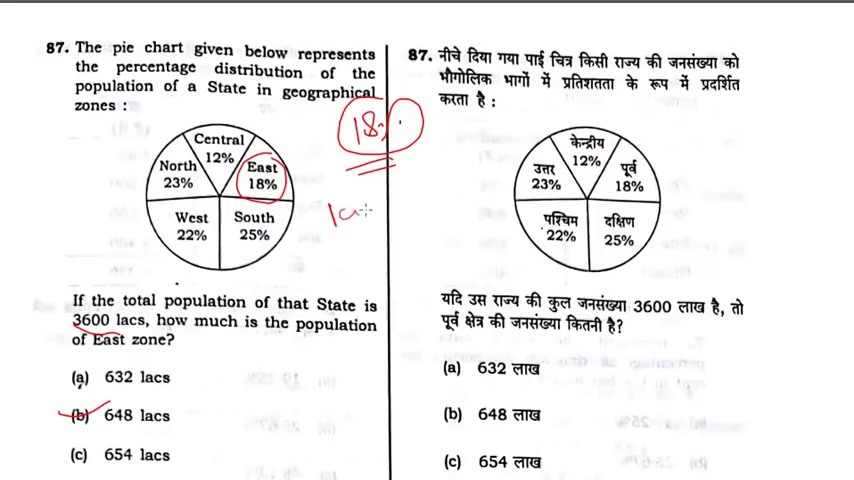 87. The pie chart given below represents
the percentage distribution of the
population of a State in geographical
zones :
Central
12%
North
23%
East
18%
West
22%
South
25%
If the total population of that State is
3600 lacs, how much is the population
of East zone?
(a) 632 lacs
(b) 648 lacs
(c) 654 lacs
18%
87. नीचे दिया गया पाई चित्र किसी राज्य की जनसंख्या को
भौगोलिक भागों में प्रतिशतता के रूप में प्रदर्शित
करता है :
केन्द्रीय
12%
उत्तर
23%
पूर्व
18%
पश्चिम
22%
दक्षिण
25%
यदि उस राज्य की कुल जनसंख्या 3600 लाख है, तो
पूर्व क्षेत्र की जनसंख्या कितनी है?
(a) 632 लाख
(b) 648 लाख
(c) 654 लाख